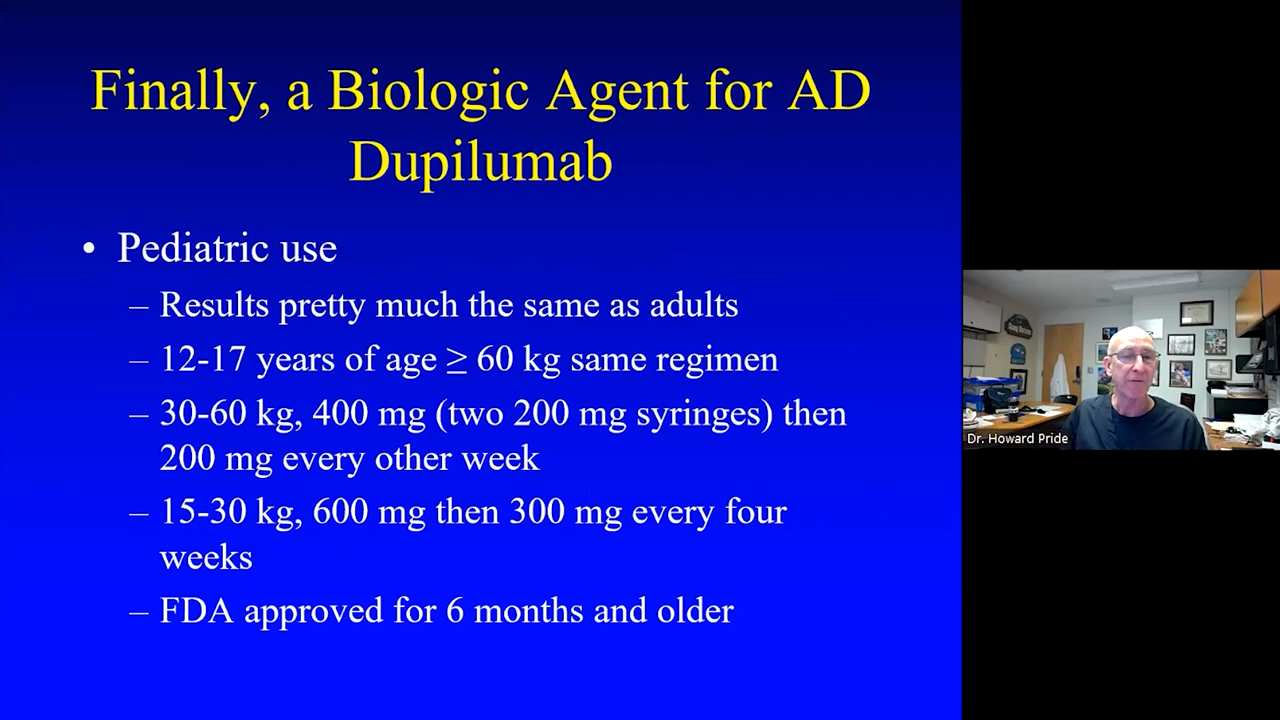 Finally, a Biologic Agent for AD
Dupilumab
• Pediatric use
– Results pretty much the same as adults
– 12-17 years of age ≥ 60 kg same regimen
– 30-60 kg, 400 mg (two 200 mg syringes) then
200 mg every other week
– 15-30 kg, 600 mg then 300 mg every four
weeks
– FDA approved for 6 months and older
Dr. Howard Pride